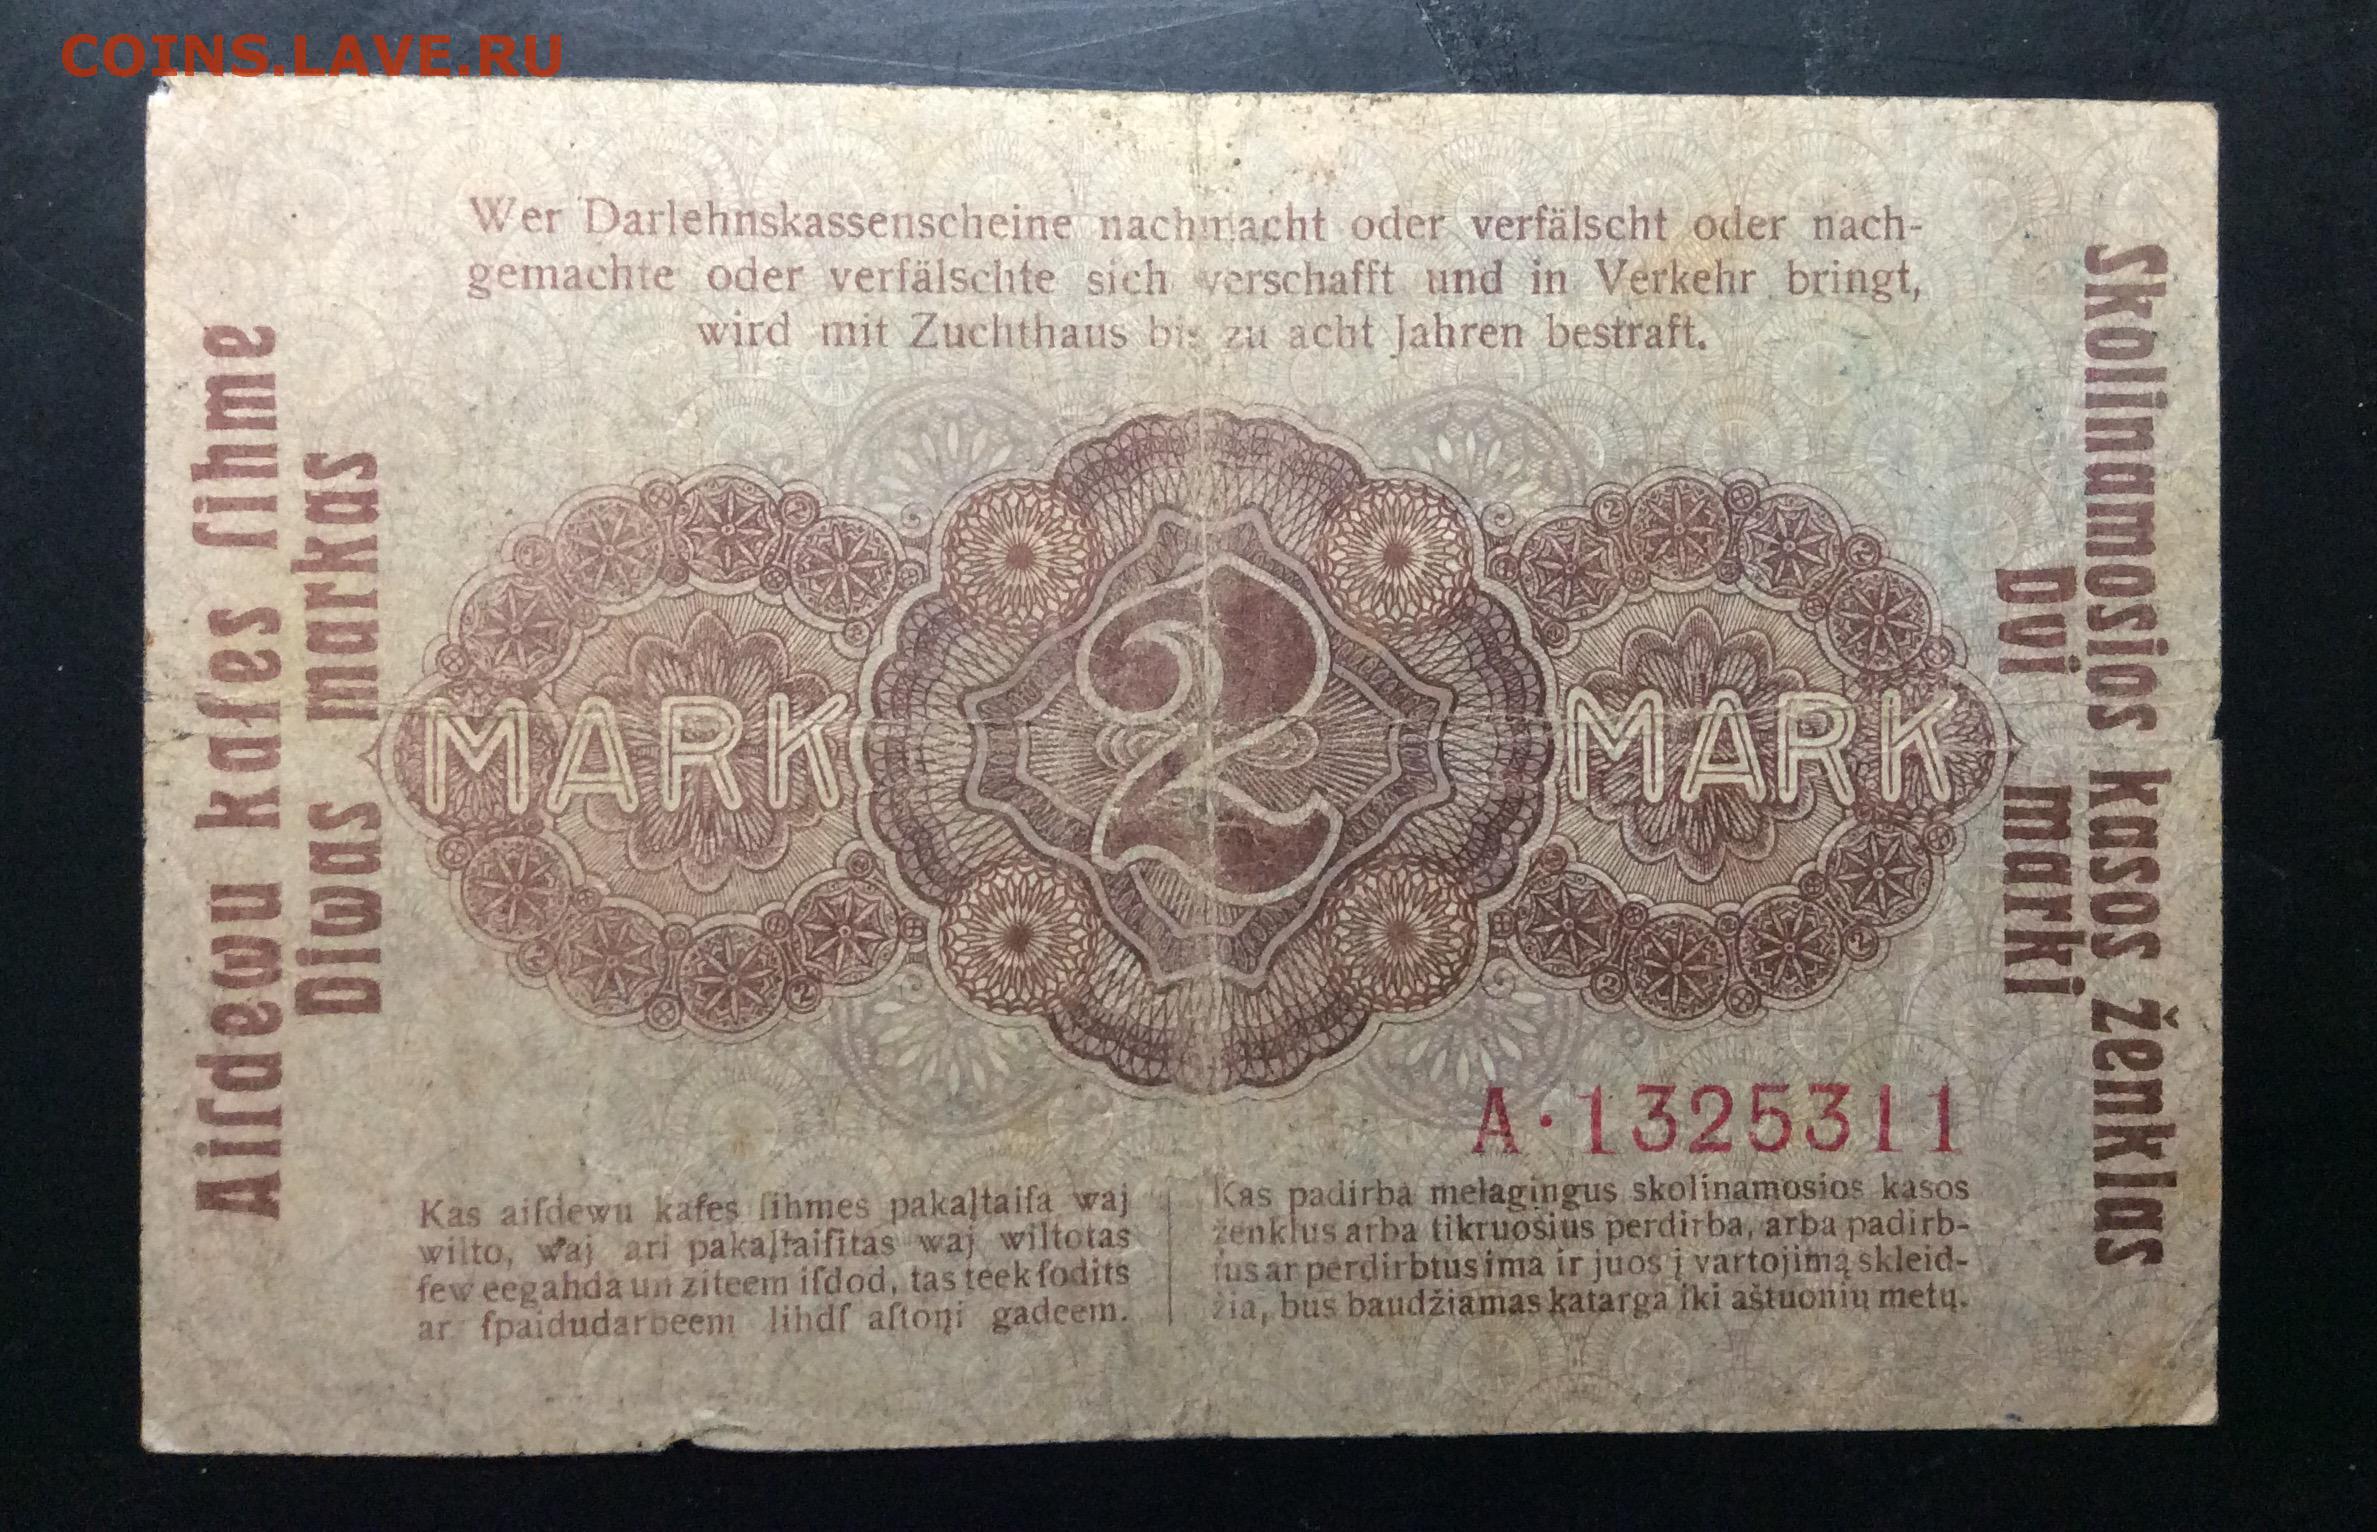 COINS.LAVE.RU
Wer Darlehnskassenscheine nachmacht oder verfälscht oder nach-
gemachte oder verfälschte sich verschafft und in Verkehr bringt,
wird mit Zuchthaus bis zu acht Jahren bestraft.
Aiſdewu kaſes ſihme
Diwas markas
MARK
2
MARK
Skolinamosios kasos ženklas
Dvi marki
A·1325311
Kas aiſdewu kaſes ſihmes pakaļtaiſa waj
wilto, waj ari pakaļtaiſitas waj wiltotas
ſew eegahda un ziteem iſdod, tas teek ſodits
ar ſpaidudarbeem lihdſ aſtoņi gadeem.
Kas padirba melagingus skolinamosios kasos
ženklus arba tikruosius perdirba, arba padirb-
tus ar perdirbtus ima ir juos į vartojimą skleid-
žia, bus baudžiamas katarga iki aštuonių metų.